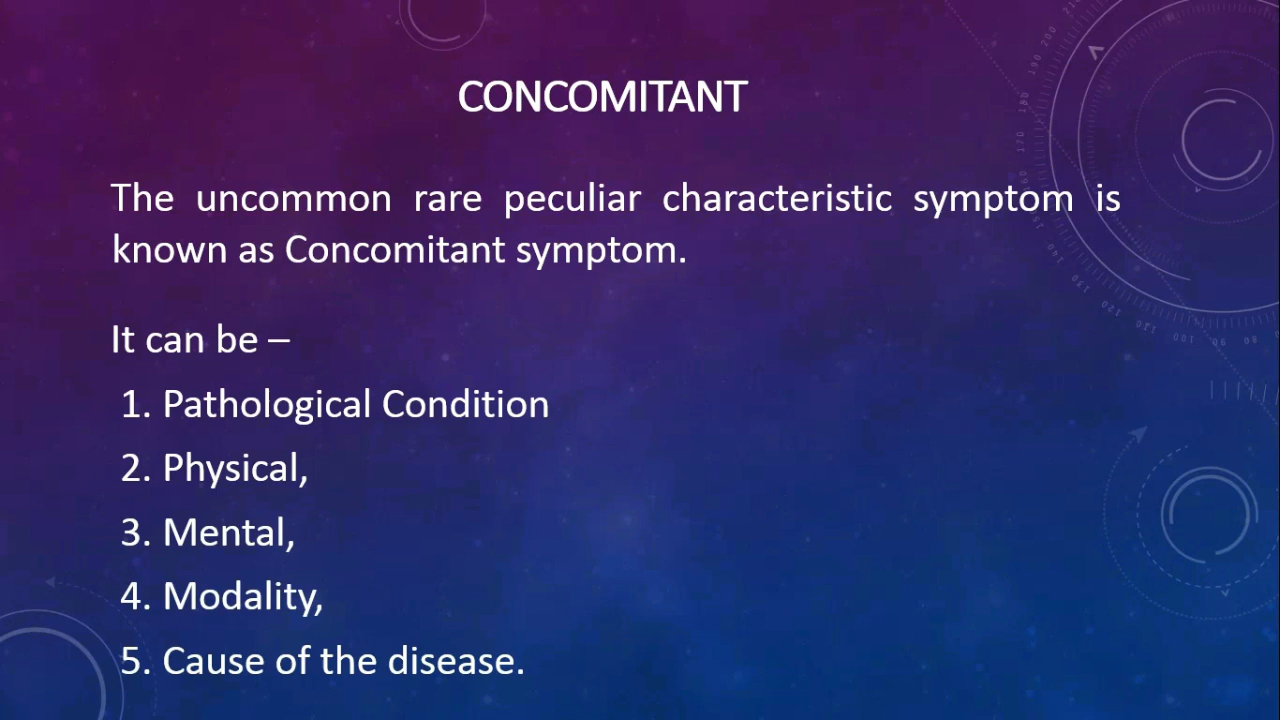 CONCOMITANT
The uncommon rare peculiar characteristic symptom is
known as Concomitant symptom.
It can be –
1. Pathological Condition
2. Physical,
3. Mental,
4. Modality,
5. Cause of the disease.